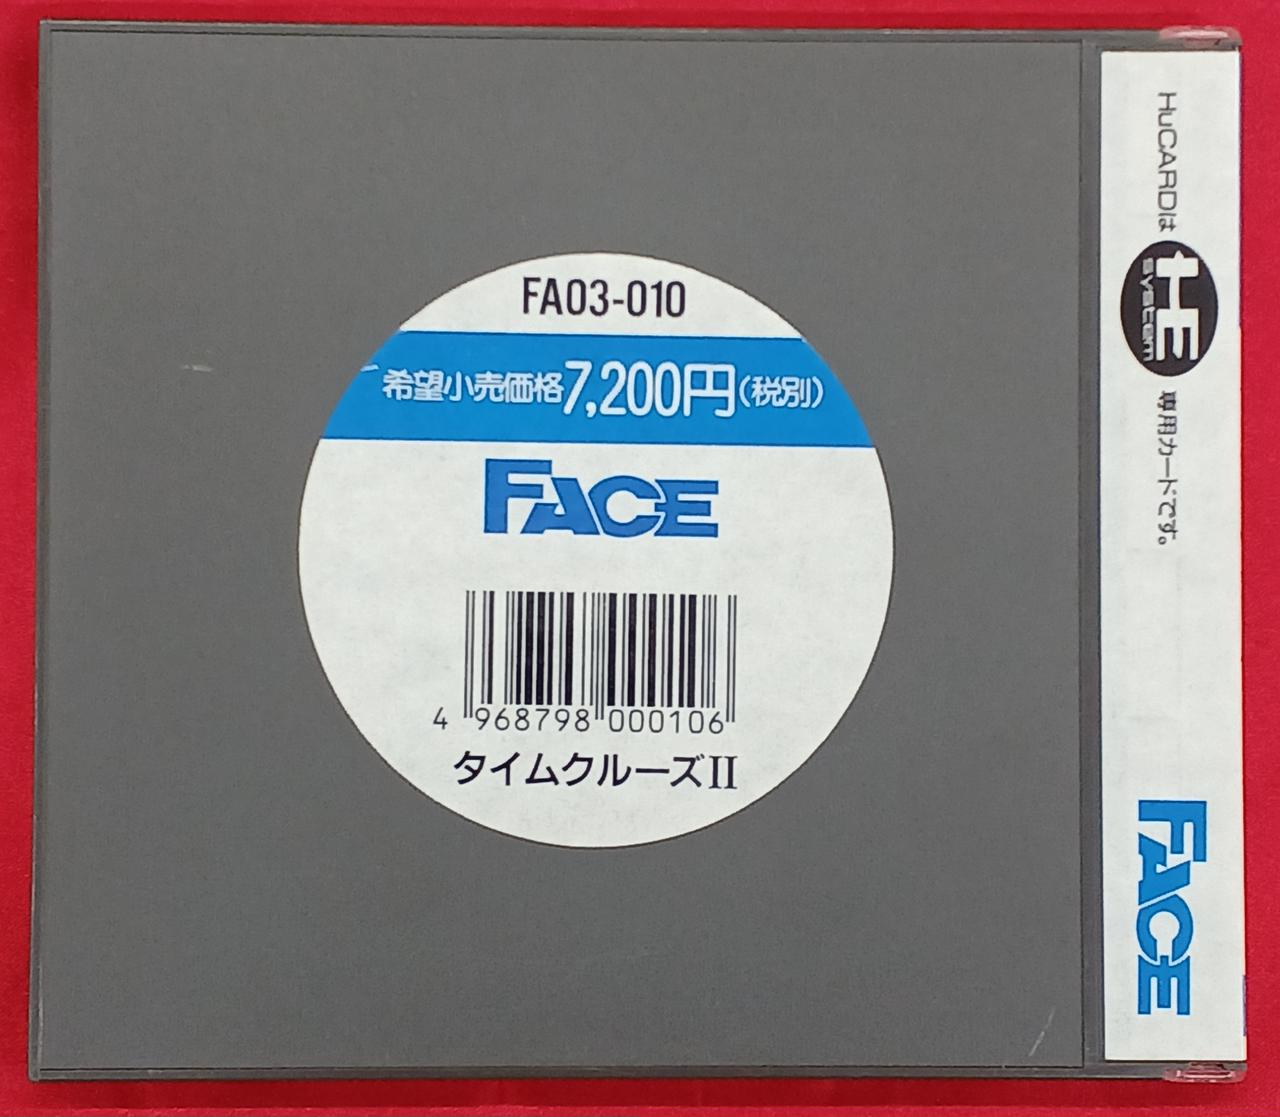 FA03-010
希望小売価格7,200円(税別)
FACE
4 968798 000106
タイムクルーズII
HuCARDは HE system 専用カードです。
FACE